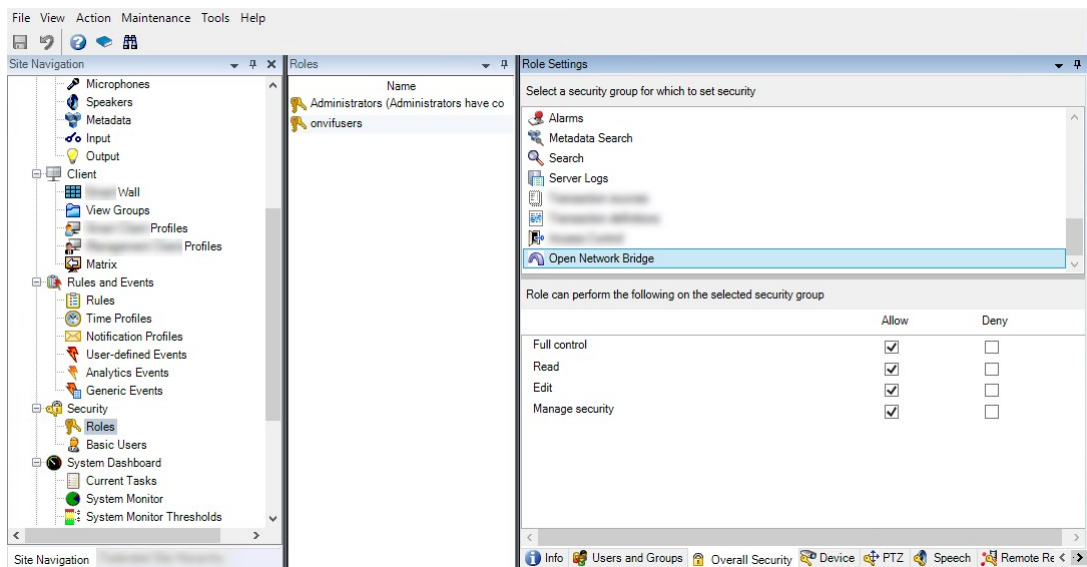 File View Action Maintenance Tools Help
Site Navigation
Microphones
Speakers
Metadata
Input
Output
Client
Wall
View Groups
Profiles
Profiles
Matrix
Rules and Events
Rules
Time Profiles
Notification Profiles
User-defined Events
Analytics Events
Generic Events
Security
Roles
Basic Users
System Dashboard
Current Tasks
System Monitor
System Monitor Thresholds
Site Navigation
Roles
Name
Administrators (Administrators have co
onvifusers
Role Settings
Select a security group for which to set security
Alarms
Metadata Search
Search
Server Logs
Open Network Bridge
Role can perform the following on the selected security group
Allow Deny
Full control
Read
Edit
Manage security
Info Users and Groups Overall Security Device PTZ Speech Remote Re